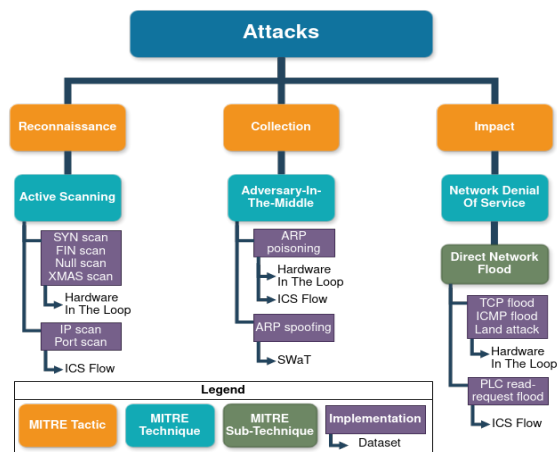 Attacks
Reconnaissance
Collection
Impact
Active Scanning
Adversary-In-
The-Middle
Network Denial
Of Service
SYN scan
FIN scan
Null scan
XMAS scan
Hardware
In The Loop
IP scan
Port scan
ICS Flow
ARP
poisoning
Hardware
In The Loop
ICS Flow
ARP spoofing
SWaT
Direct Network
Flood
TCP flood
ICMP flood
Land attack
Hardware
In The Loop
PLC read-
request flood
ICS Flow
Legend
MITRE Tactic
MITRE
Technique
MITRE
Sub-Technique
Implementation
Dataset